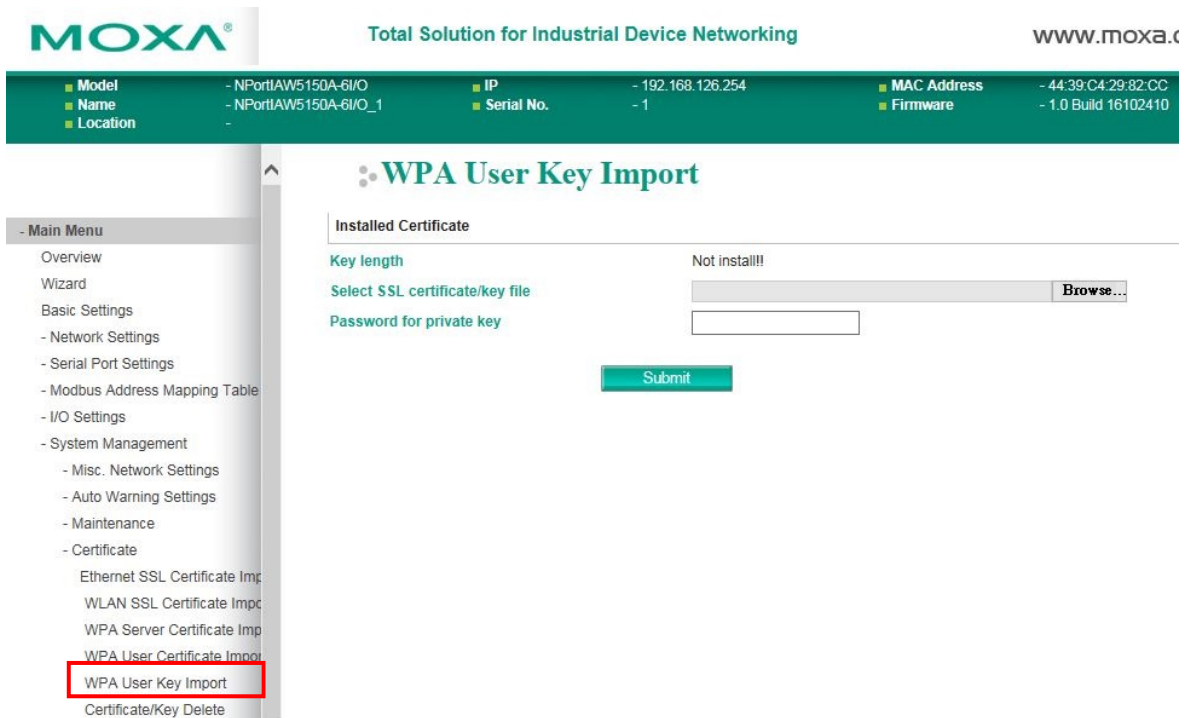 MOXA®
Total Solution for Industrial Device Networking
www.moxa.c
Model - NPortIAW5150A-6I/O IP - 192.168.126.254 MAC Address - 44:39:C4:29:82:CC
Name - NPortIAW5150A-6I/O_1 Serial No. - 1 Firmware - 1.0 Build 16102410
Location -
WPA User Key Import
Installed Certificate
Key length Not install!!
Select SSL certificate/key file Browse...
Password for private key
Submit
- Main Menu
Overview
Wizard
Basic Settings
- Network Settings
- Serial Port Settings
- Modbus Address Mapping Table
- I/O Settings
- System Management
- Misc. Network Settings
- Auto Warning Settings
- Maintenance
- Certificate
Ethernet SSL Certificate Imp
WLAN SSL Certificate Impo
WPA Server Certificate Imp
WPA User Certificate Impor
WPA User Key Import
Certificate/Key Delete